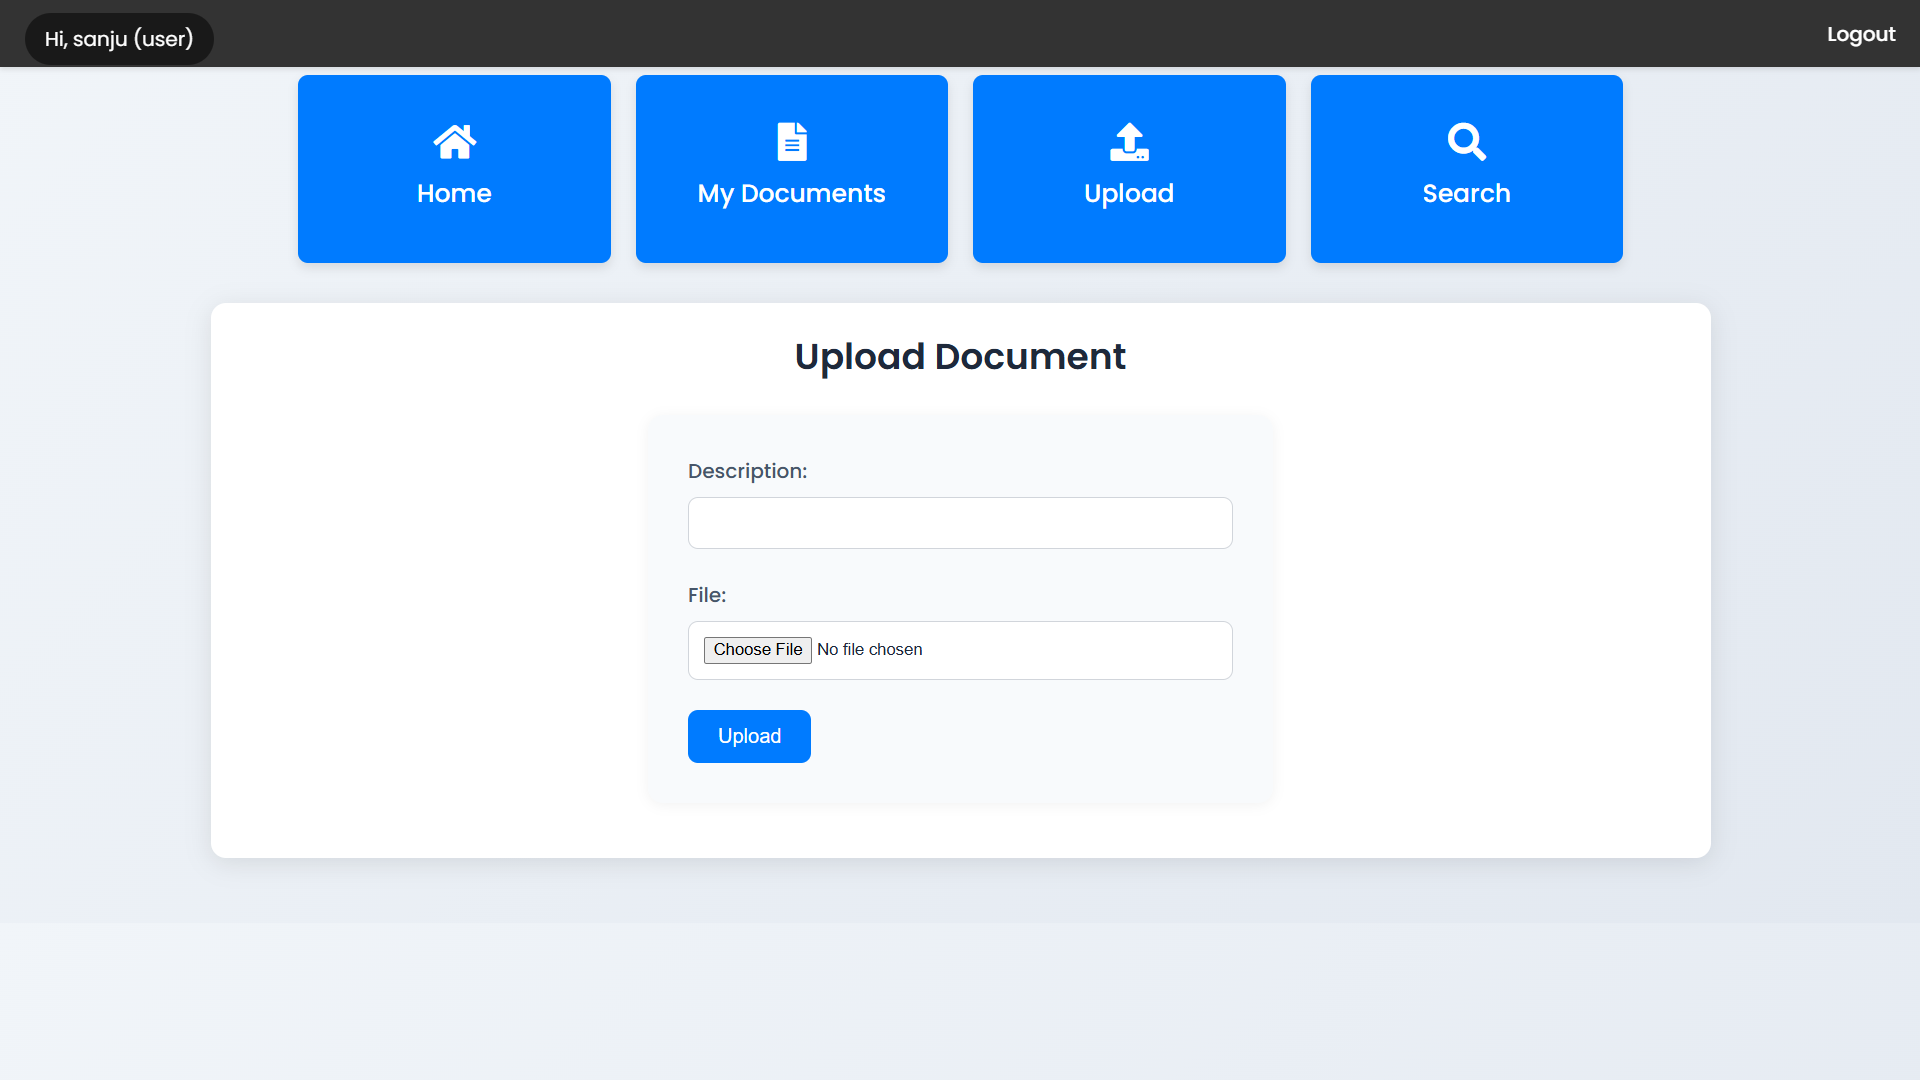 Hi, sanju (user)
Logout
Home
My Documents
Upload
Search
Upload Document
Description:
File:
Choose File No file chosen
Upload